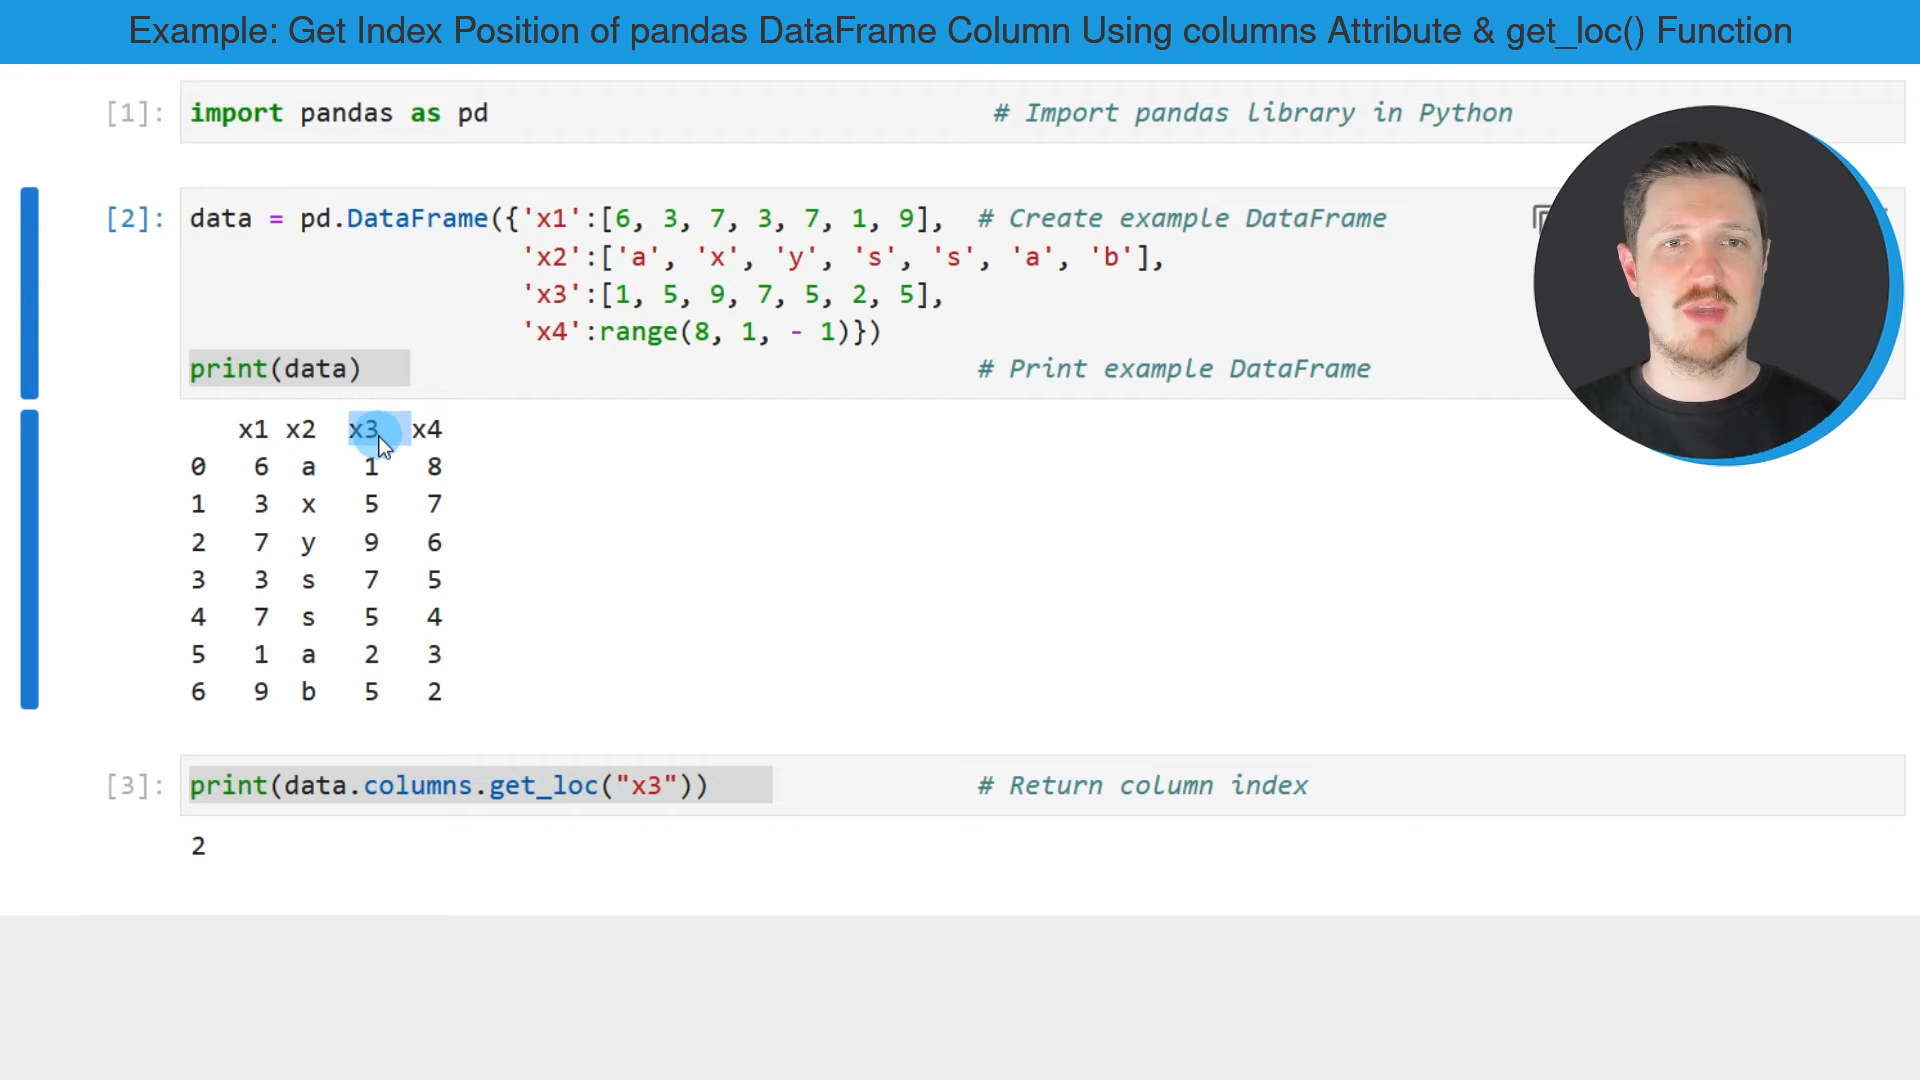 Example: Get Index Position of pandas DataFrame Column Using columns Attribute & get_loc() Function
[1]: import pandas as pd # Import pandas library in Python
[2]: data = pd.DataFrame({'x1':[6, 3, 7, 3, 7, 1, 9], # Create example DataFrame
'x2':['a', 'x', 'y', 's', 's', 'a', 'b'],
'x3':[1, 5, 9, 7, 5, 2, 5],
'x4':range(8, 1, - 1)})
print(data) # Print example DataFrame
x1 x2 x3 x4
0 6 a 1 8
1 3 x 5 7
2 7 y 9 6
3 3 s 7 5
4 7 s 5 4
5 1 a 2 3
6 9 b 5 2
[3]: print(data.columns.get_loc("x3")) # Return column index
2